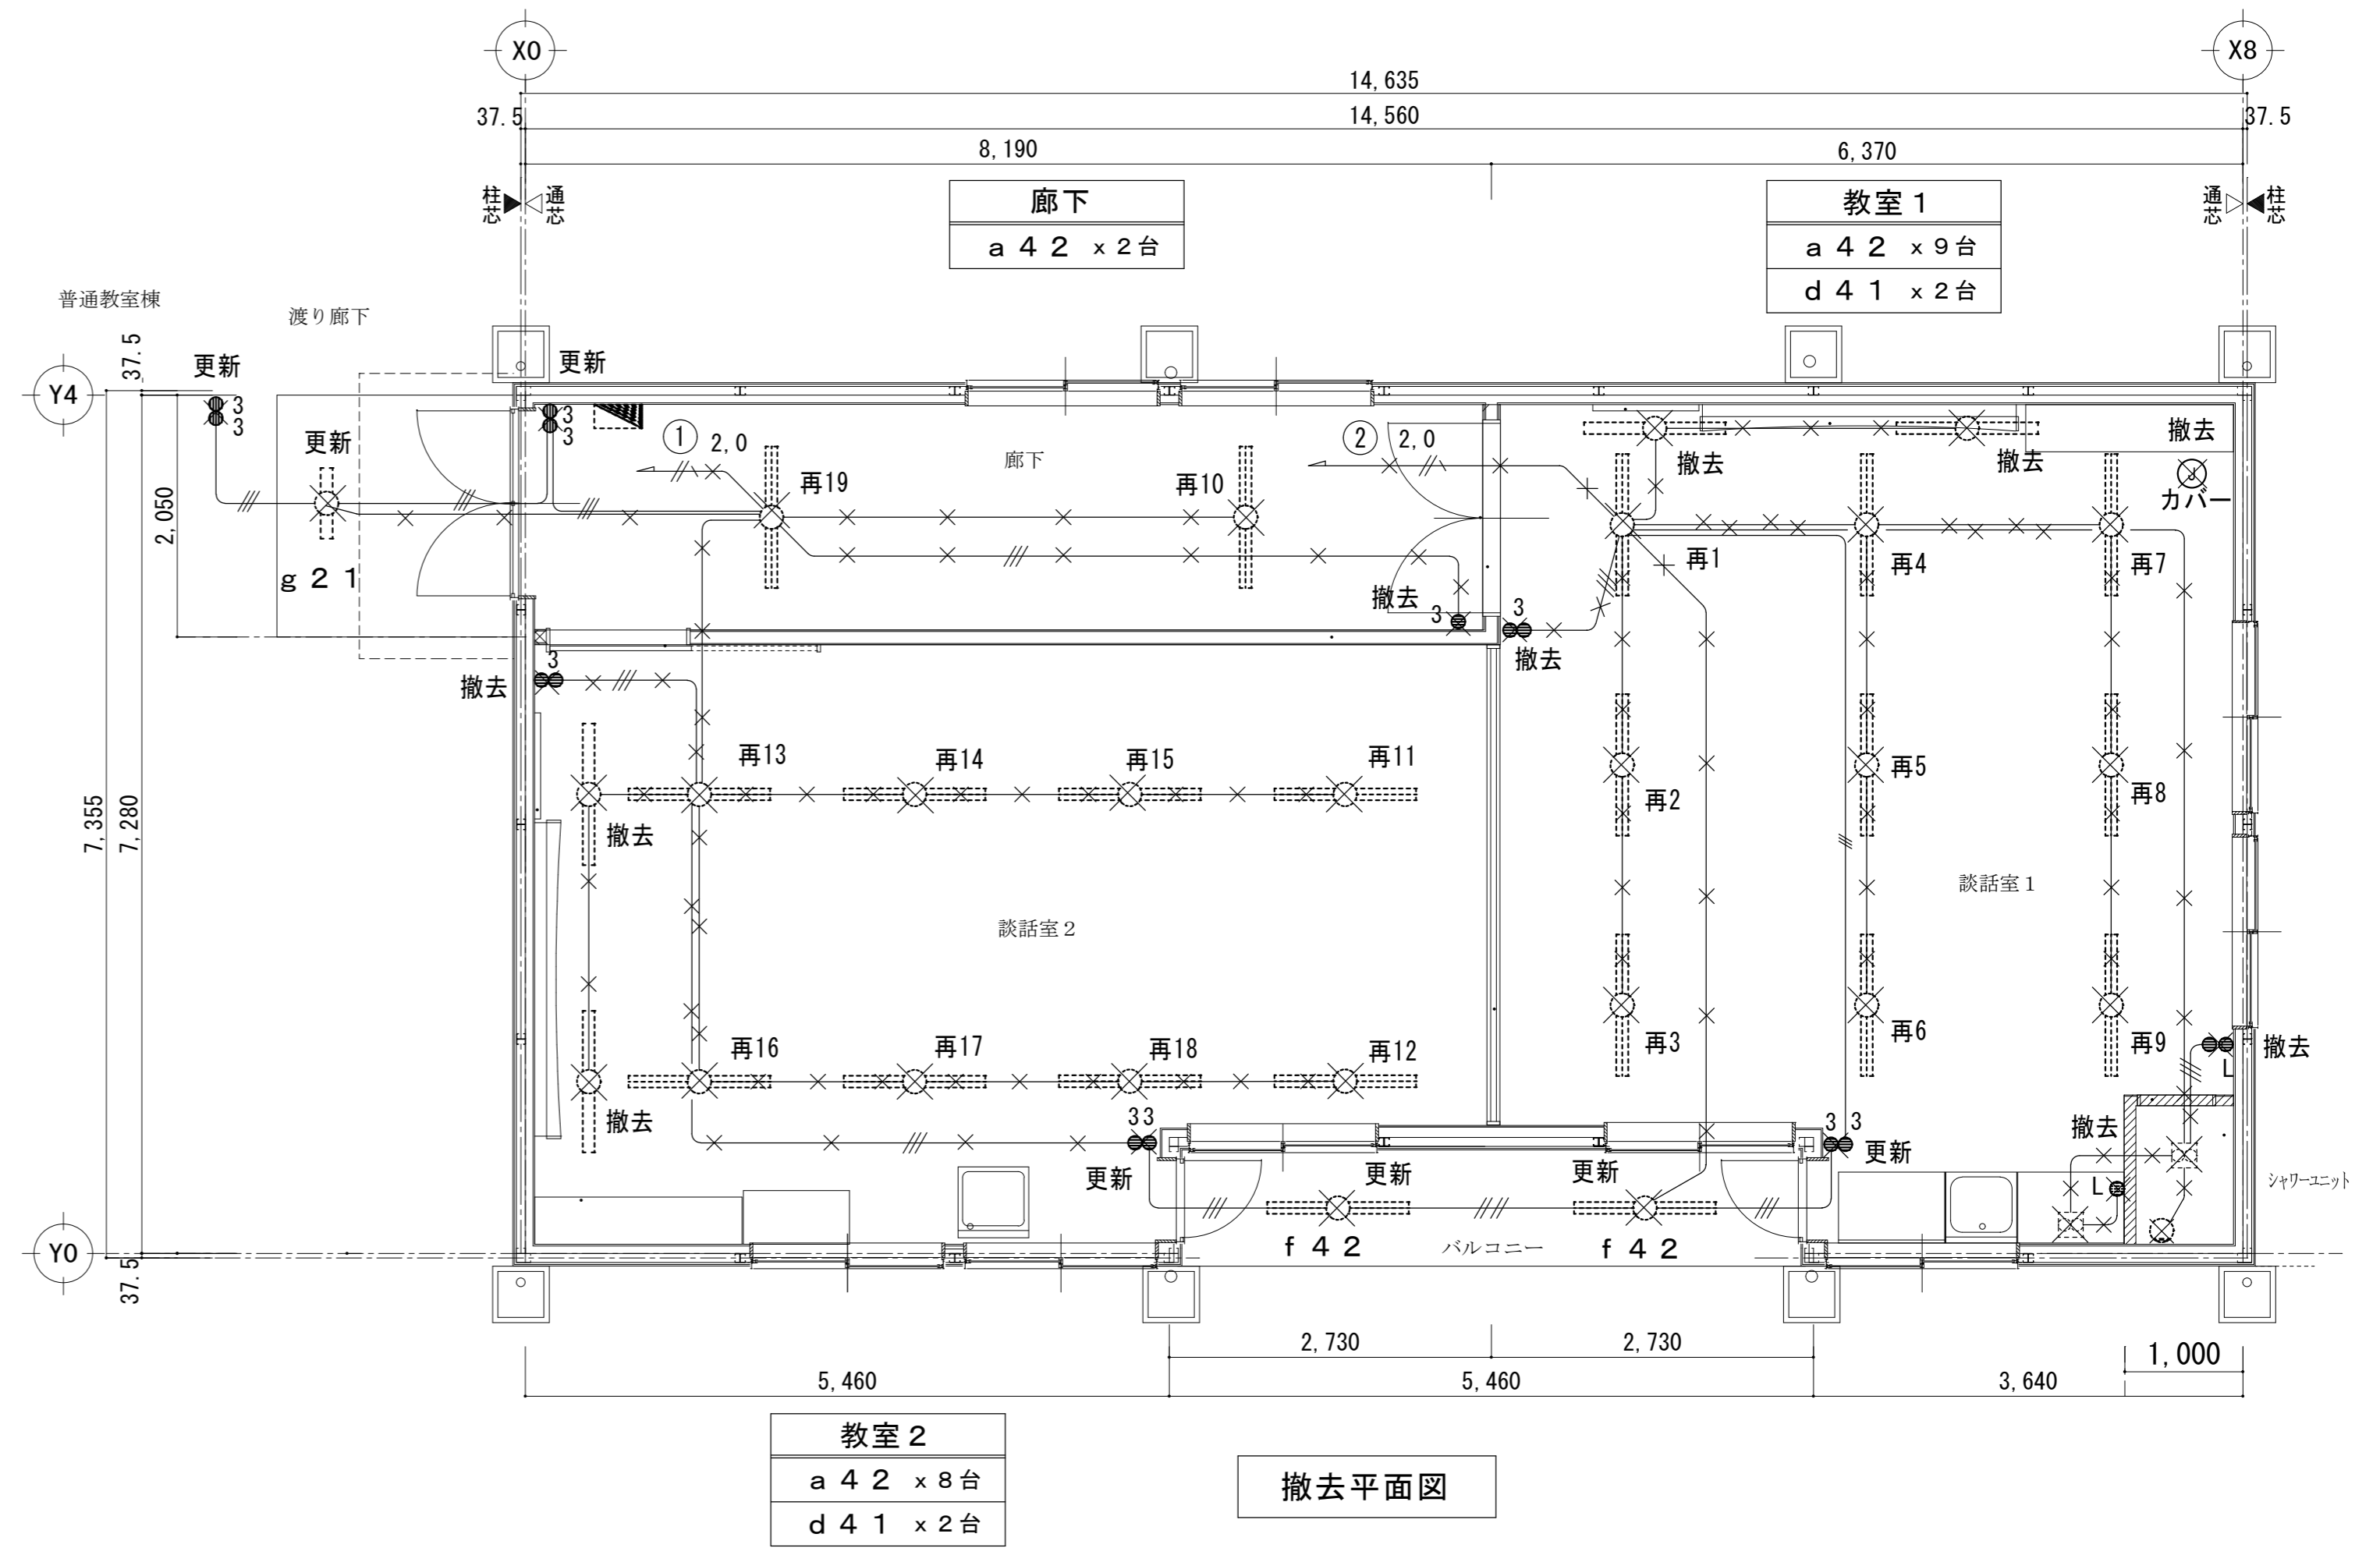 X0
X8
14,635
37.5
14,560
37.5
8,190
6,370
柱芯
通芯
廊下
a４２ x２台
教室１
a４２ x９台
d４１ x２台
通芯
柱芯
普通教室棟
渡り廊下
37.5
Y4
更新
3
3
更新
更新
3
3
① 2,0
廊下
② 2,0
再19
再10
撤去
撤去
撤去
J
カバー
2,050
g２１
再1
再4
再7
撤去
3
3
撤去
3
撤去
再13
再14
再15
再11
再2
再5
再8
撤去
7,355
7,280
談話室２
談話室１
再16
再17
再18
再12
再3
再6
再9
撤去
L
撤去
33
更新
更新
更新
3 3
更新
撤去
L
シャワーユニット
f４２
バルコニー
f４２
Y0
37.5
2,730
2,730
1,000
5,460
5,460
3,640
教室２
a４２ x８台
d４１ x２台
撤去平面図